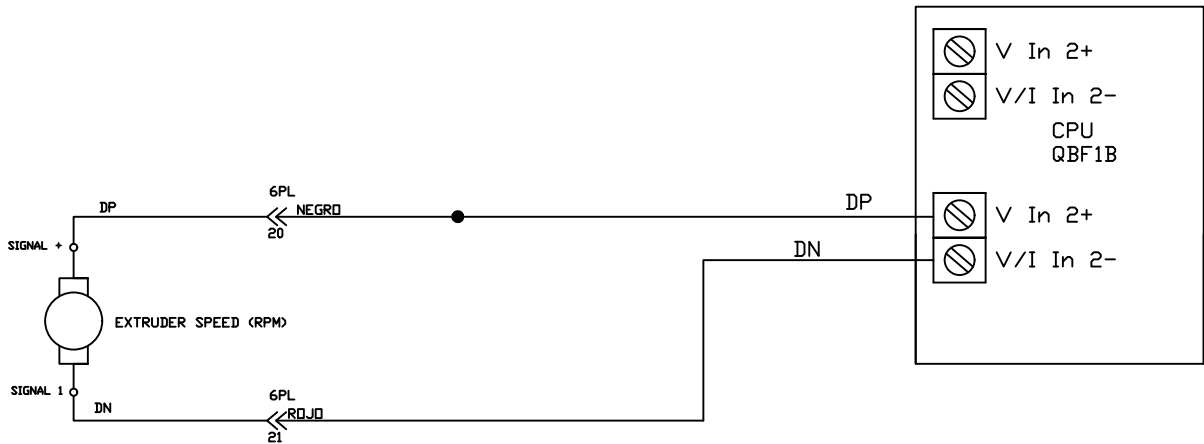 V In 2+
V/I In 2-
CPU
QBF1B
6PL
DP
NEGRO
DP
V In 2+
20
SIGNAL +
DN
V/I In 2-
EXTRUDER SPEED (RPM)
SIGNAL 1
6PL
DN
ROJO
21